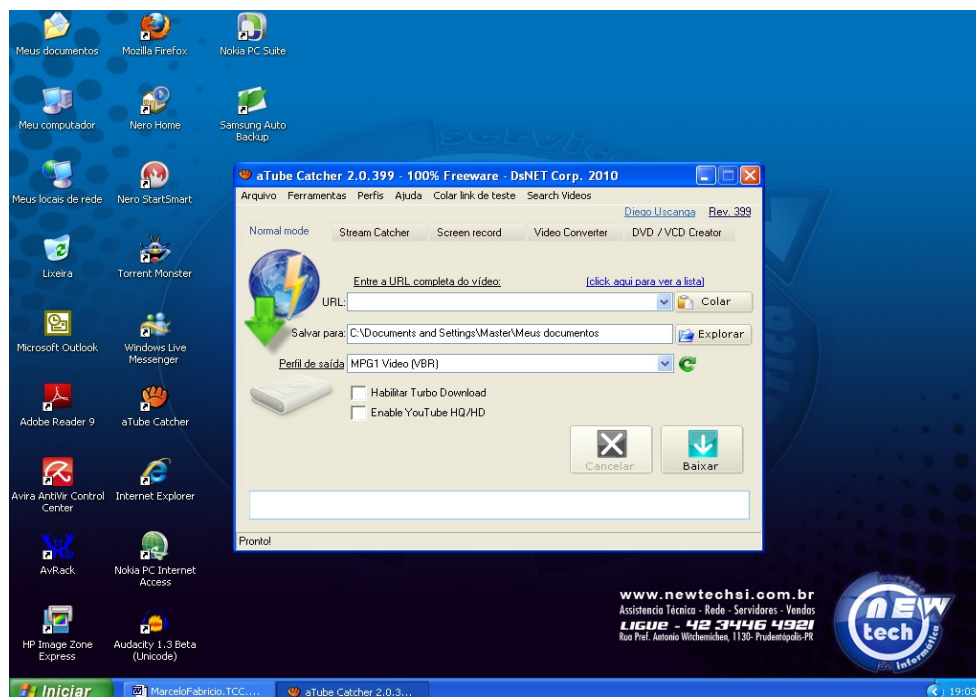 Meus documentos
Mozilla Firefox
Nokia PC Suite
Meu computador
Nero Home
Samsung Auto
Backup
Meus locais de rede
Nero StartSmart
Lixeira
Torrent Monster
Microsoft Outlook
Windows Live
Messenger
Adobe Reader 9
aTube Catcher
Avira AntiVir Control
Center
Internet Explorer
AvRack
Nokia PC Internet
Access
HP Image Zone
Express
Audacity 1.3 Beta
(Unicode)
aTube Catcher 2.0.399 - 100% Freeware - DsNET Corp. 2010
Arquivo Ferramentas Perfis Ajuda Colar link de teste Search Videos
Diego Uscanga Rev. 399
Normal mode Stream Catcher Screen record Video Converter DVD / VCD Creator
Entre a URL completa do vídeo: (click aqui para ver a lista)
URL: Colar
Salvar para: C:\Documents and Settings\Master\Meus documentos Explorar
Perfil de saída MPG1 Video (VBR)
Habilitar Turbo Download
Enable YouTube HQ/HD
Cancelar Baixar
Pronto!
www.newtechsi.com.br
Assistencia Técnica - Rede - Servidores - Vendas
LIGUE - 42 3446 4921
Rua Pref. Antonio Witchemichen, 1130- Prudentópolis-PR
NEW
tech
Iniciar MarceloFabricio.TCC.... aTube Catcher 2.0.3... 19:03